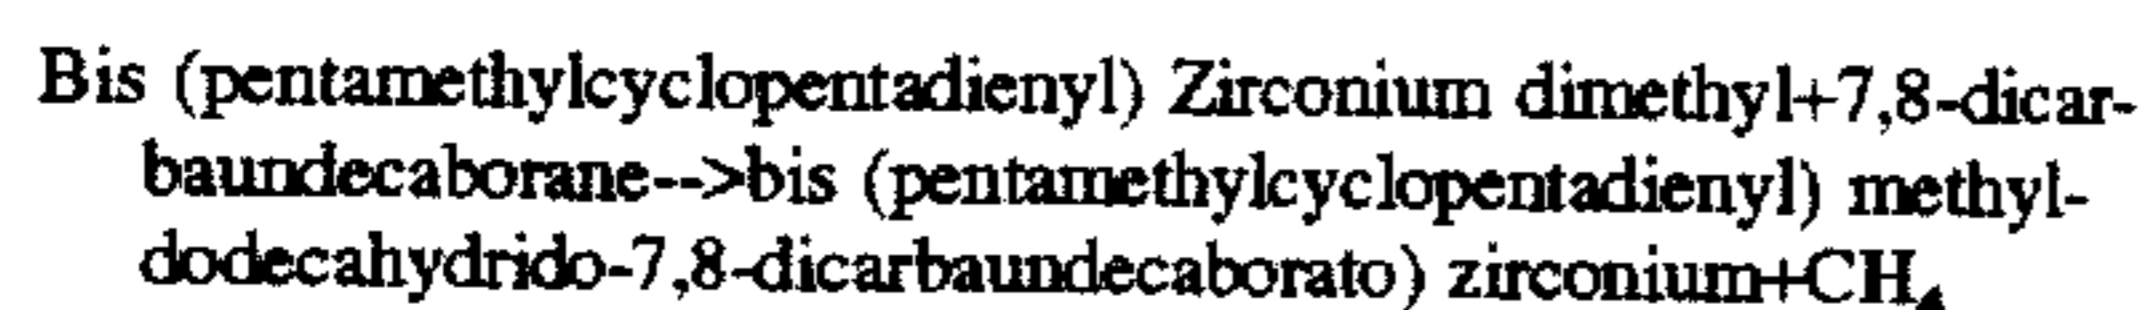 Bis (pentamethylcyclopentadienyl) Zirconium dimethyl+7,8-dicar-
baundecaborane-->bis (pentamethylcyclopentadienyl) methyl-
dodecahydrido-7,8-dicarbaundecaborato) zirconium+CH4